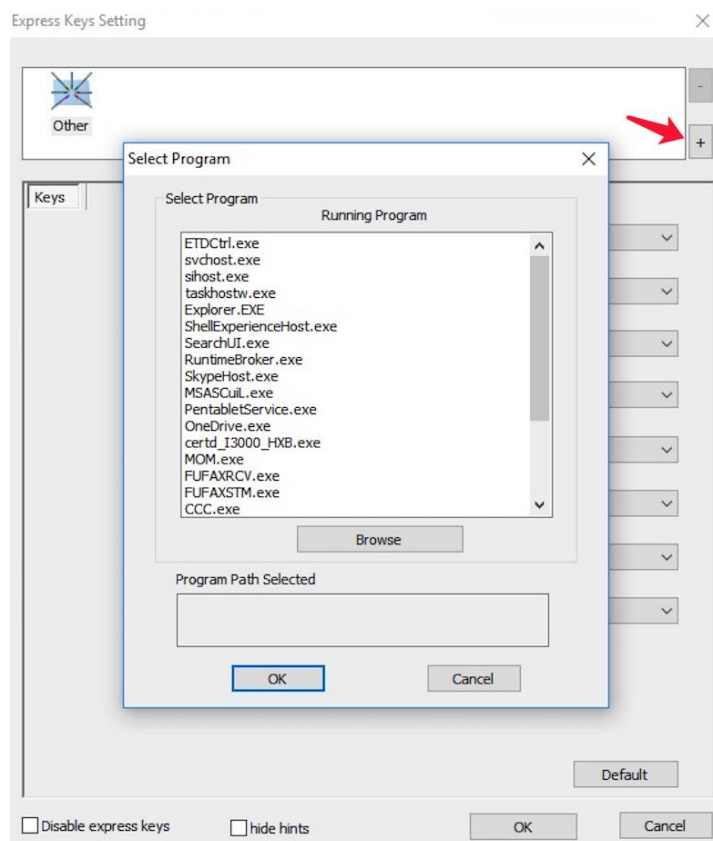 Express Keys Setting
-
Other
+
Select Program
Keys
Select Program
Running Program
ETDCtrl.exe
svchost.exe
sihost.exe
taskhostw.exe
Explorer.EXE
ShellExperienceHost.exe
SearchUI.exe
RuntimeBroker.exe
SkypeHost.exe
MSASCuiL.exe
PentabletService.exe
OneDrive.exe
certd_I3000_HXB.exe
MOM.exe
FUFAXRCV.exe
FUFAXSTM.exe
CCC.exe
Browse
Program Path Selected
OK Cancel
Default
Disable express keys hide hints OK Cancel